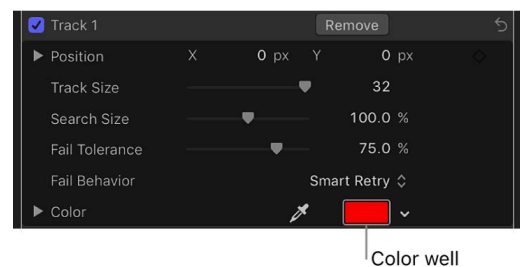 Track 1 Remove
Position X 0 px Y 0 px
Track Size 32
Search Size 100.0 %
Fail Tolerance 75.0 %
Fail Behavior Smart Retry
Color
Color well